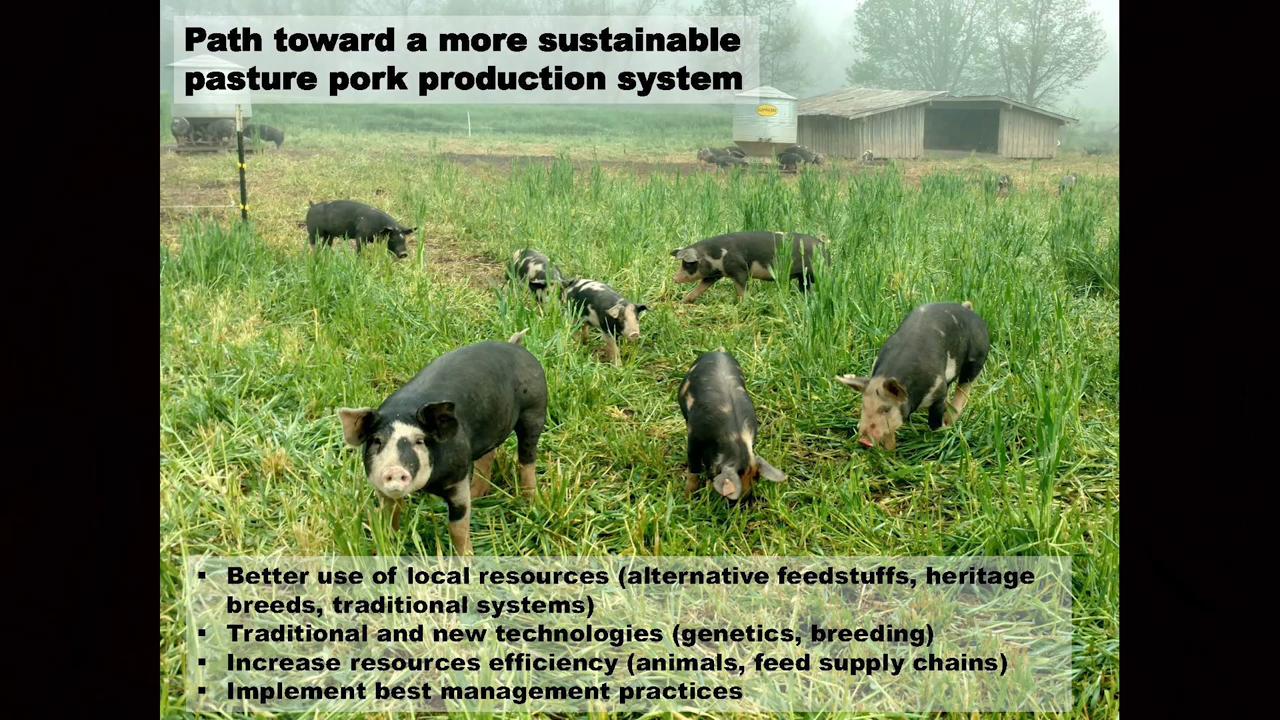 Path toward a more sustainable
pasture pork production system
▪ Better use of local resources (alternative feedstuffs, heritage
breeds, traditional systems)
▪ Traditional and new technologies (genetics, breeding)
▪ Increase resources efficiency (animals, feed supply chains)
▪ Implement best management practices